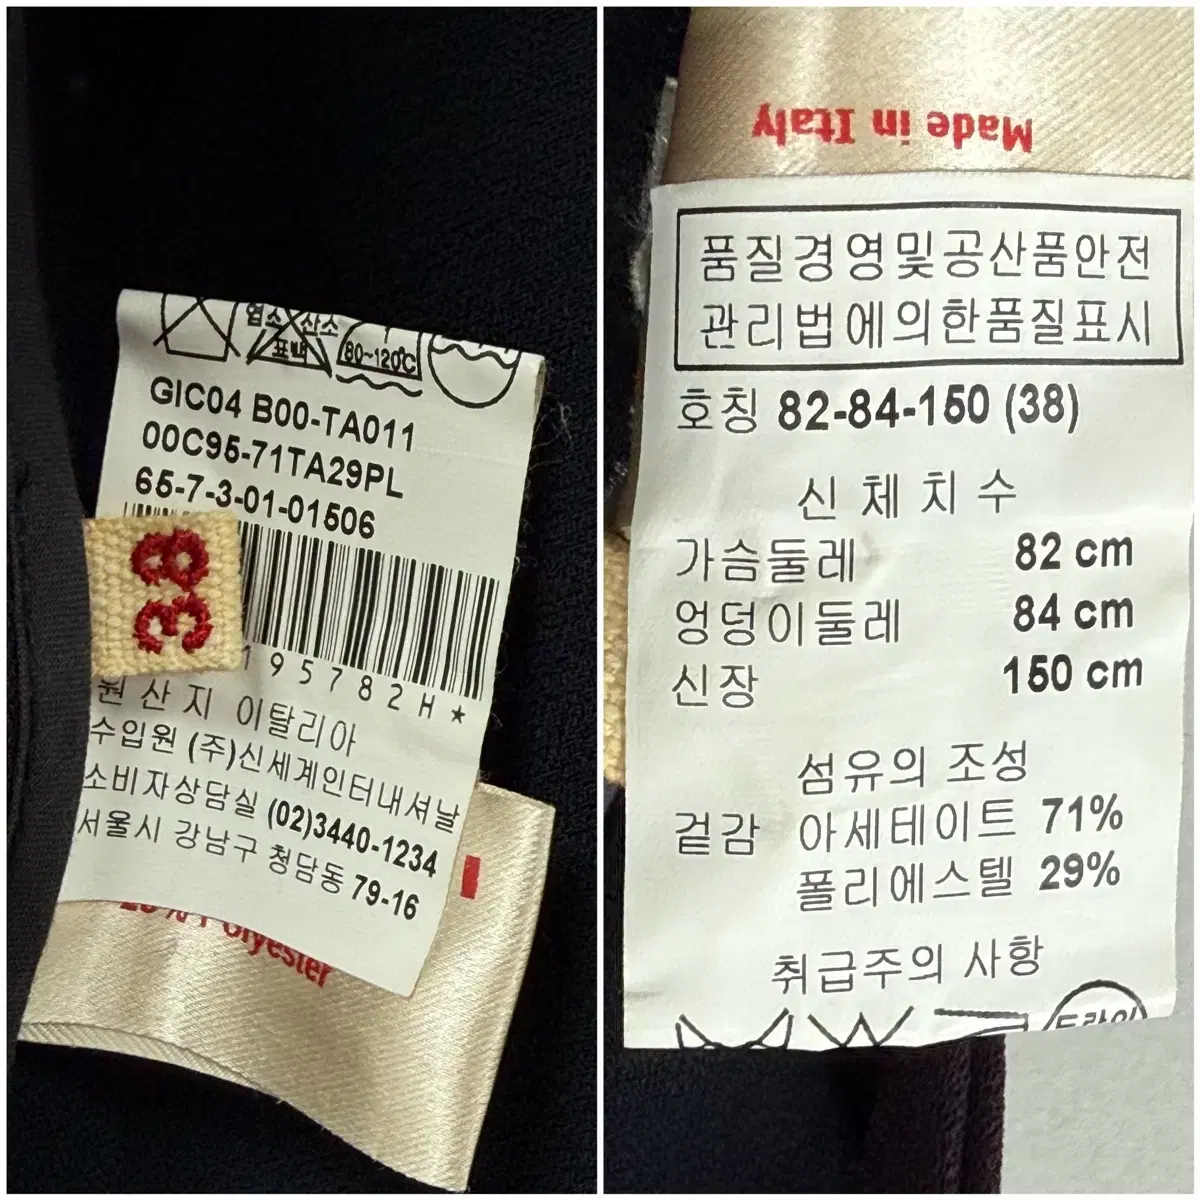 염소 산소
표백
80~120℃
GIC04 B00-TA011
00C95-71TA29PL
65-7-3-01-01506
38
195782H*
원산지 이탈리아
수입원 (주)신세계인터내셔날
소비자상담실 (02)3440-1234
서울시 강남구 청담동 79-16
Polyester
Made in Italy
품질경영및공산품안전
관리법에의한품질표시
호칭 82-84-150 (38)
신체치수
가슴둘레 82 cm
엉덩이둘레 84 cm
신장 150 cm
섬유의 조성
겉감 아세테이트 71%
폴리에스텔 29%
취급주의 사항
드라이